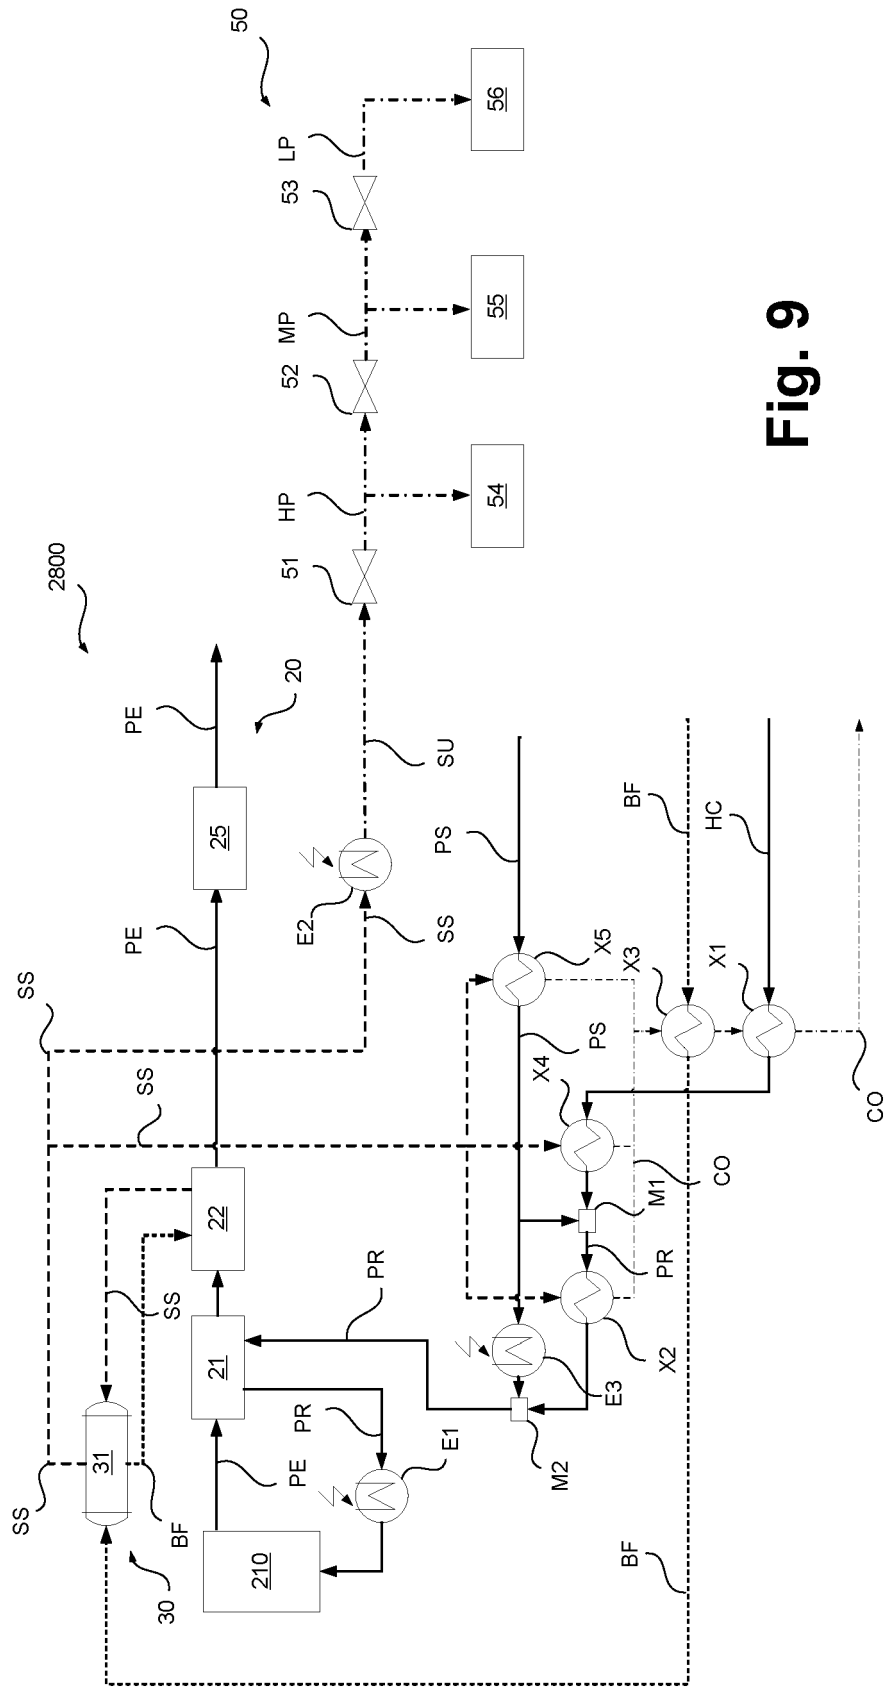 SS
SS
2800
50
31
SS
PE
PE
30
BF
SS
21
22
25
20
210
PE
PR
E2
51
HP
52
MP
53
LP
PR
E1
SS
PS
SU
54
55
56
M2
E3
PS
X5
X4
BF
X3
BF
X2
PR
M1
CO
X1
HC
Fig. 9
CO